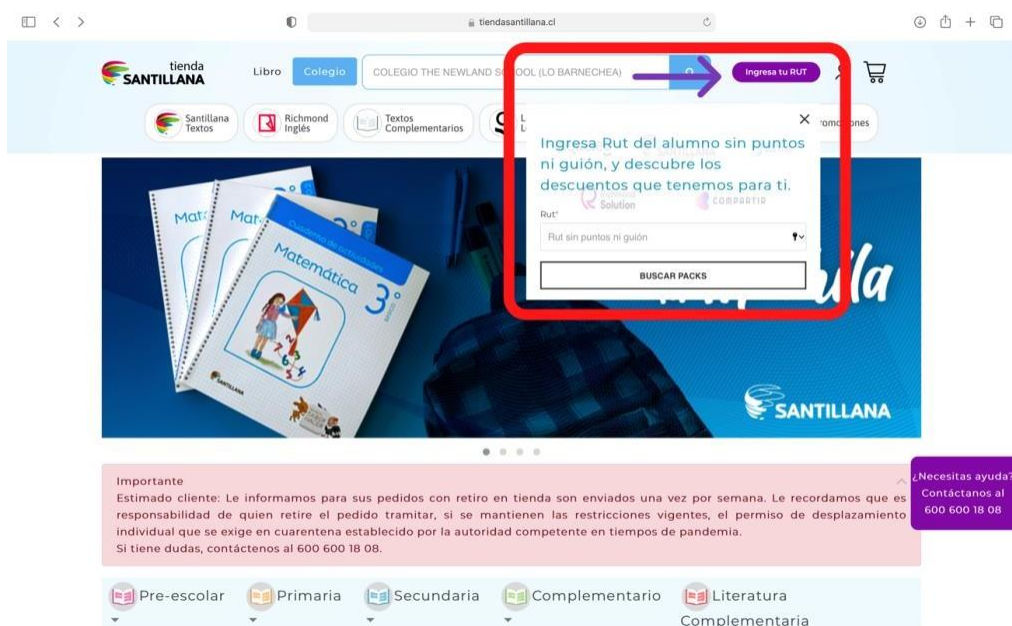 tiendasantillana.cl
tienda
SANTILLANA
Libro
Colegio
COLEGIO THE NEWLAND SCHOOL (LO BARNECHEA)
Ingresa tu RUT
Santillana
Textos
Richmond
Inglés
Textos
Complementarios
Ingresa Rut del alumno sin puntos
ni guión, y descubre los
descuentos que tenemos para ti.
Solution
COMPARTIR
Rut*
Rut sin puntos ni guión
BUSCAR PACKS
Cuaderno de actividades
Matemática
3°
básico
SANTILLANA
SANTILLANA
Importante
Estimado cliente: Le informamos para sus pedidos con retiro en tienda son enviados una vez por semana. Le recordamos que es
responsabilidad de quien retire el pedido tramitar, si se mantienen las restricciones vigentes, el permiso de desplazamiento
individual que se exige en cuarentena establecido por la autoridad competente en tiempos de pandemia.
Si tiene dudas, contáctenos al 600 600 18 08.
¿Necesitas ayuda?
Contáctanos al
600 600 18 08
Pre-escolar
Primaria
Secundaria
Complementario
Literatura
Complementaria